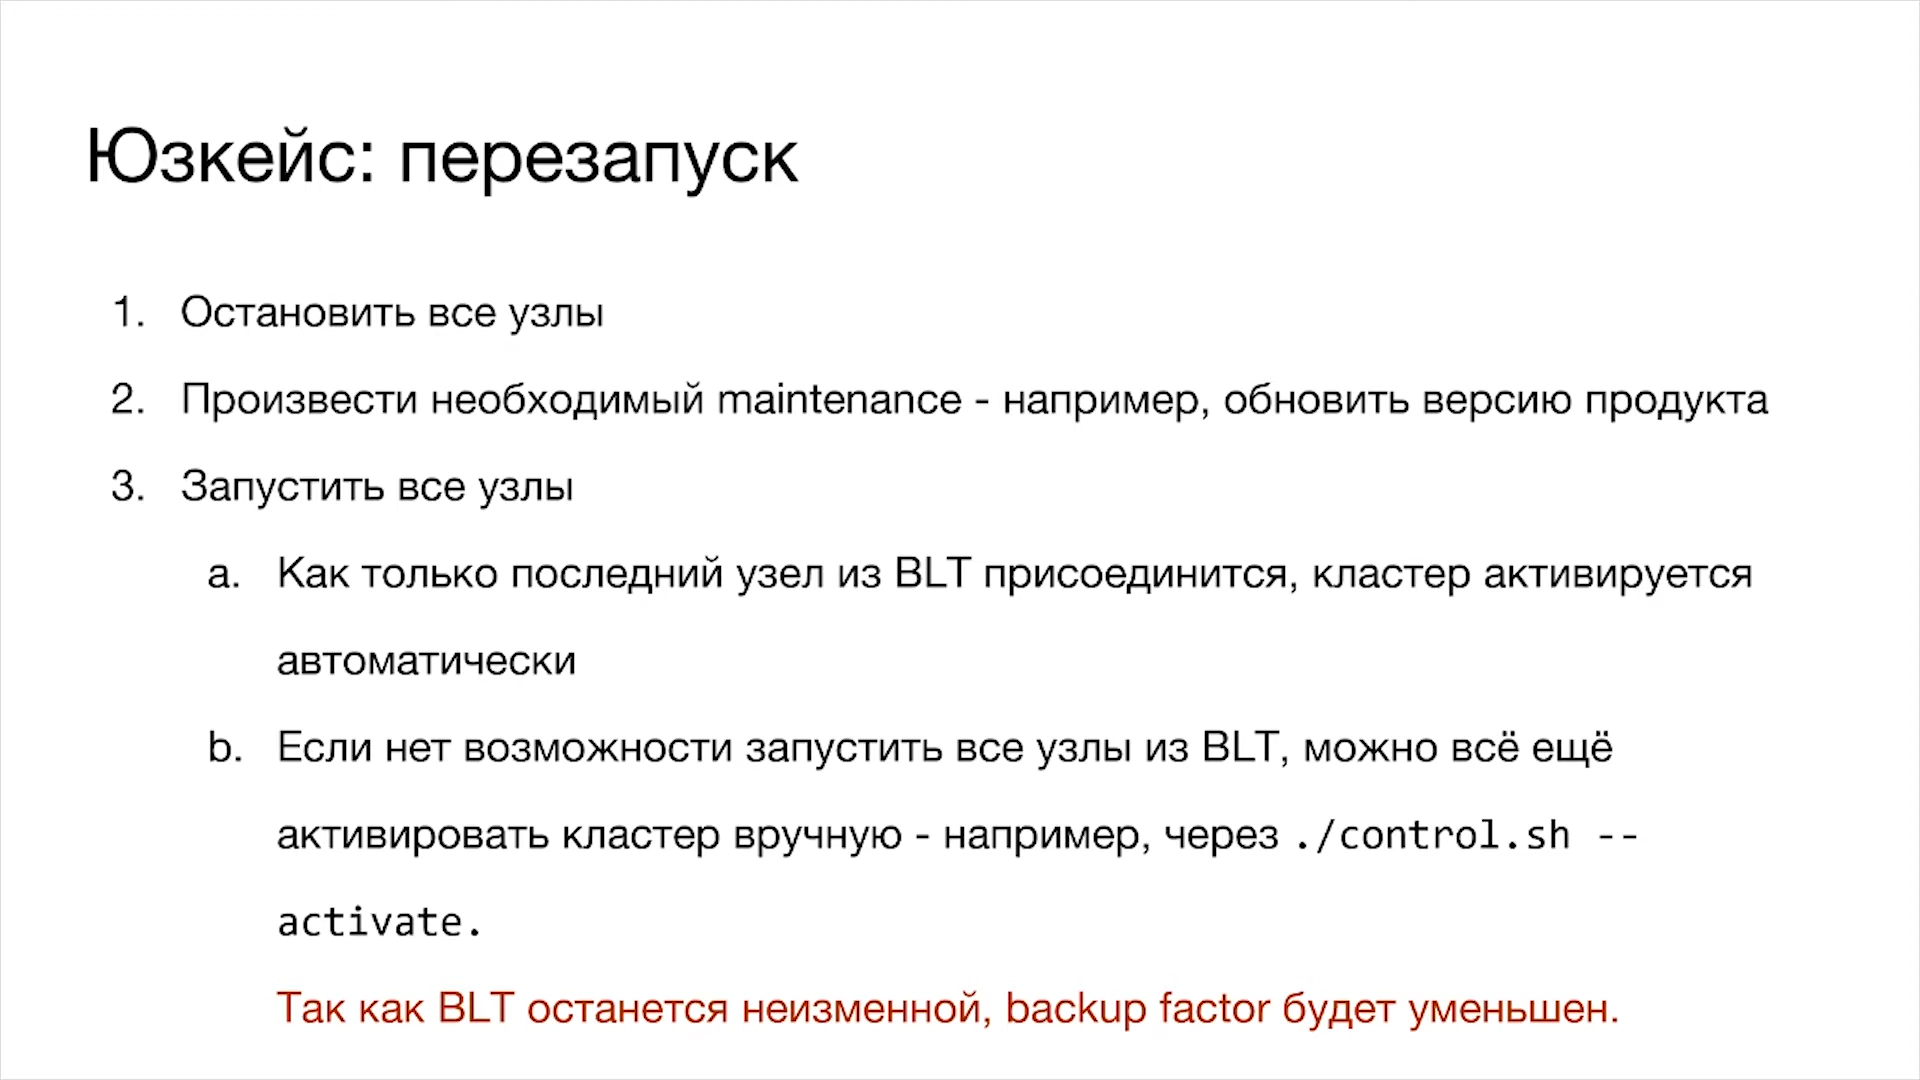 Юзкейс: перезапуск
1. Остановить все узлы
2. Произвести необходимый maintenance - например, обновить версию продукта
3. Запустить все узлы
a. Как только последний узел из BLT присоединится, кластер активируется
автоматически
b. Если нет возможности запустить все узлы из BLT, можно всё ещё
активировать кластер вручную - например, через ./control.sh --
activate.
Так как BLT останется неизменной, backup factor будет уменьшен.